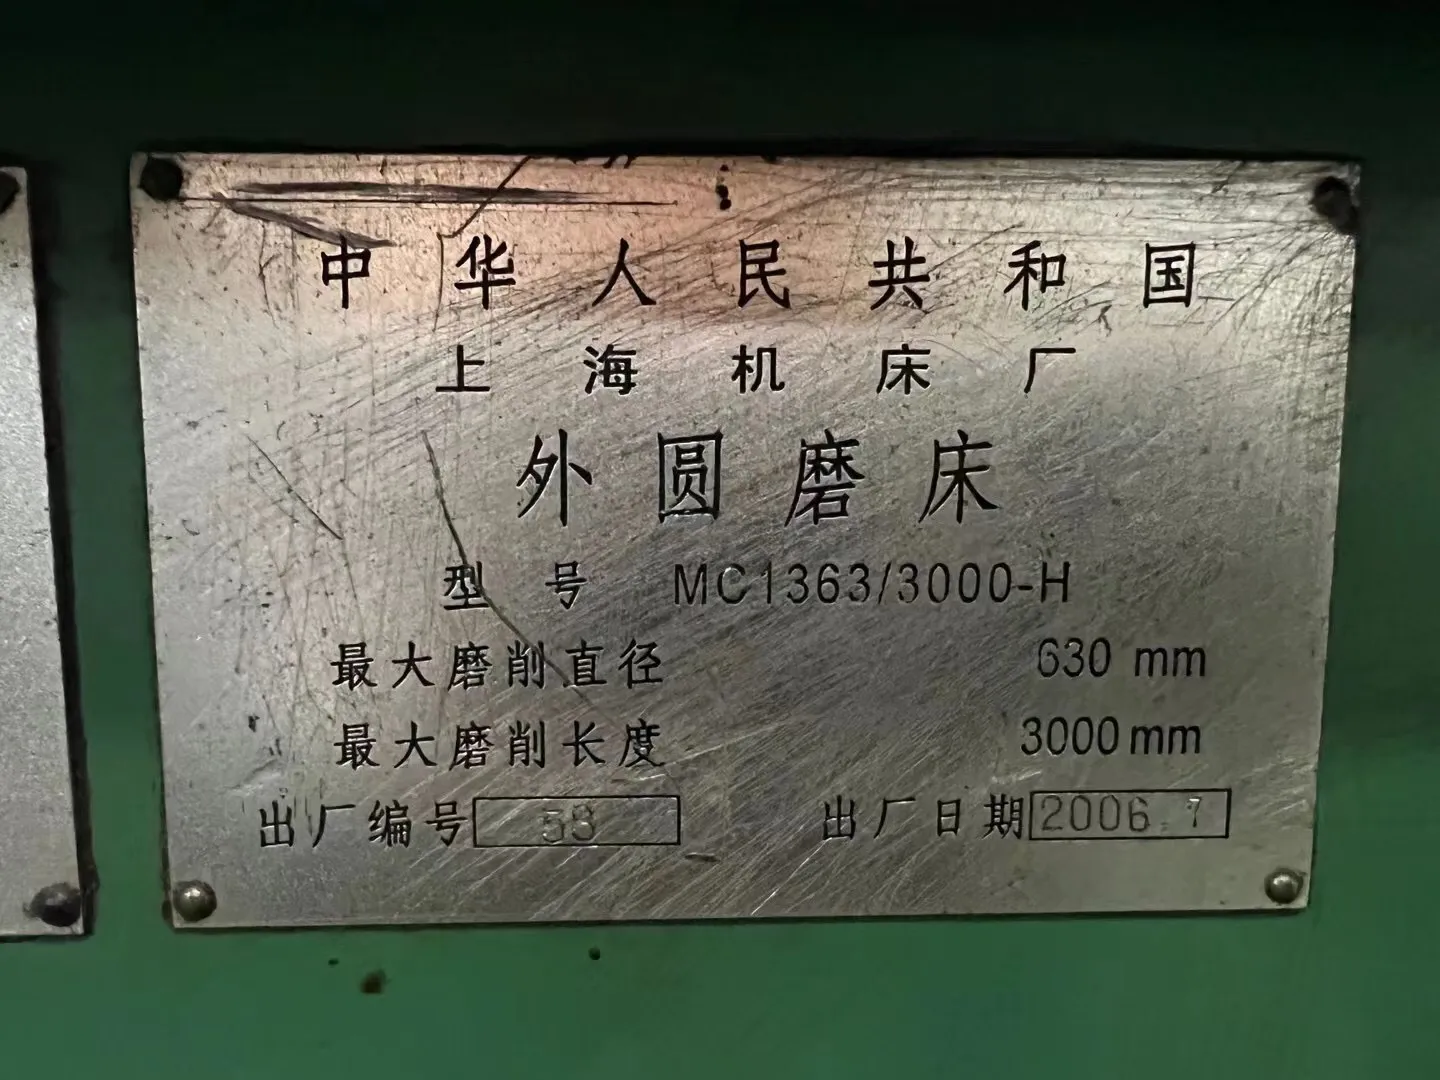 中华人民共和国
上海机床厂
外圆磨床
型号 MC1363/3000-H
最大磨削直径 630 mm
最大磨削长度 3000mm
出厂编号 58 出厂日期 2006.7